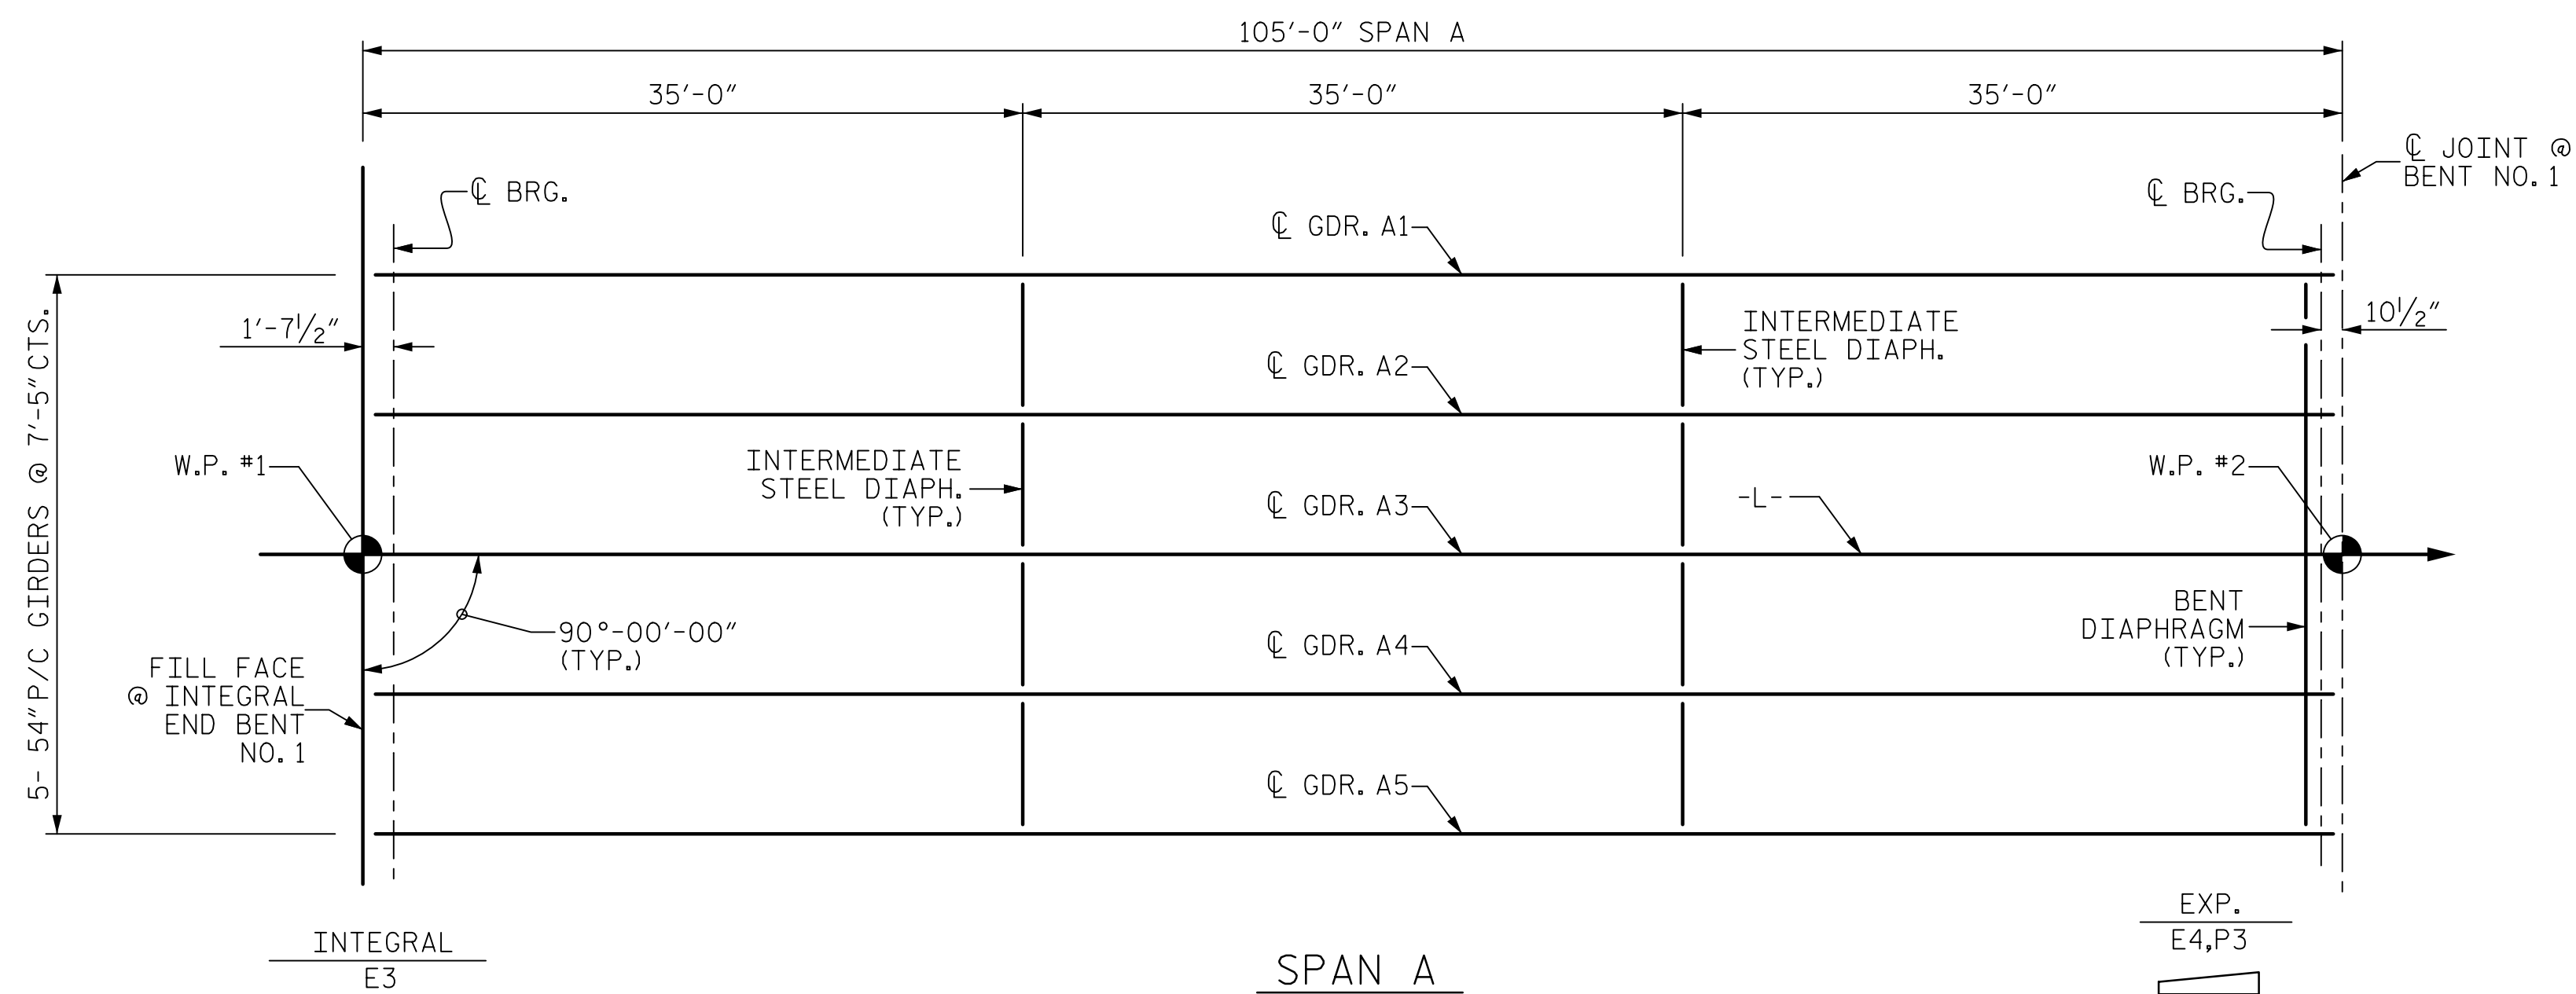 105'-0" SPAN A
35'-0"
35'-0"
35'-0"
℄ JOINT @
BENT NO. 1
℄ BRG.
℄ BRG.
℄ GDR. A1
1'-7½"
10½"
INTERMEDIATE
STEEL DIAPH.
(TYP.)
℄ GDR. A2
5- 54" P/C GIRDERS @ 7'-5" CTS.
W.P. #1
INTERMEDIATE
STEEL DIAPH.
(TYP.)
℄ GDR. A3
-L-
W.P. #2
90°-00'-00"
(TYP.)
℄ GDR. A4
BENT
DIAPHRAGM
(TYP.)
FILL FACE
@ INTEGRAL
END BENT
NO. 1
℄ GDR. A5
INTEGRAL
E3
SPAN A
EXP.
E4,P3